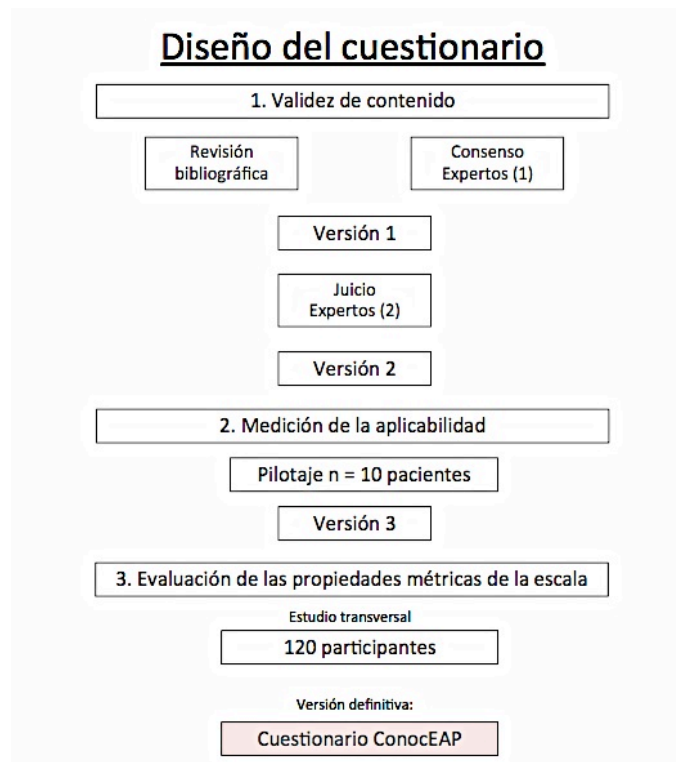 Diseño del cuestionario
1. Validez de contenido
Revisión
bibliográfica
Consenso
Expertos (1)
Versión 1
Juicio
Expertos (2)
Versión 2
2. Medición de la aplicabilidad
Pilotaje n = 10 pacientes
Versión 3
3. Evaluación de las propiedades métricas de la escala
Estudio transversal
120 participantes
Versión definitiva:
Cuestionario ConocEAP